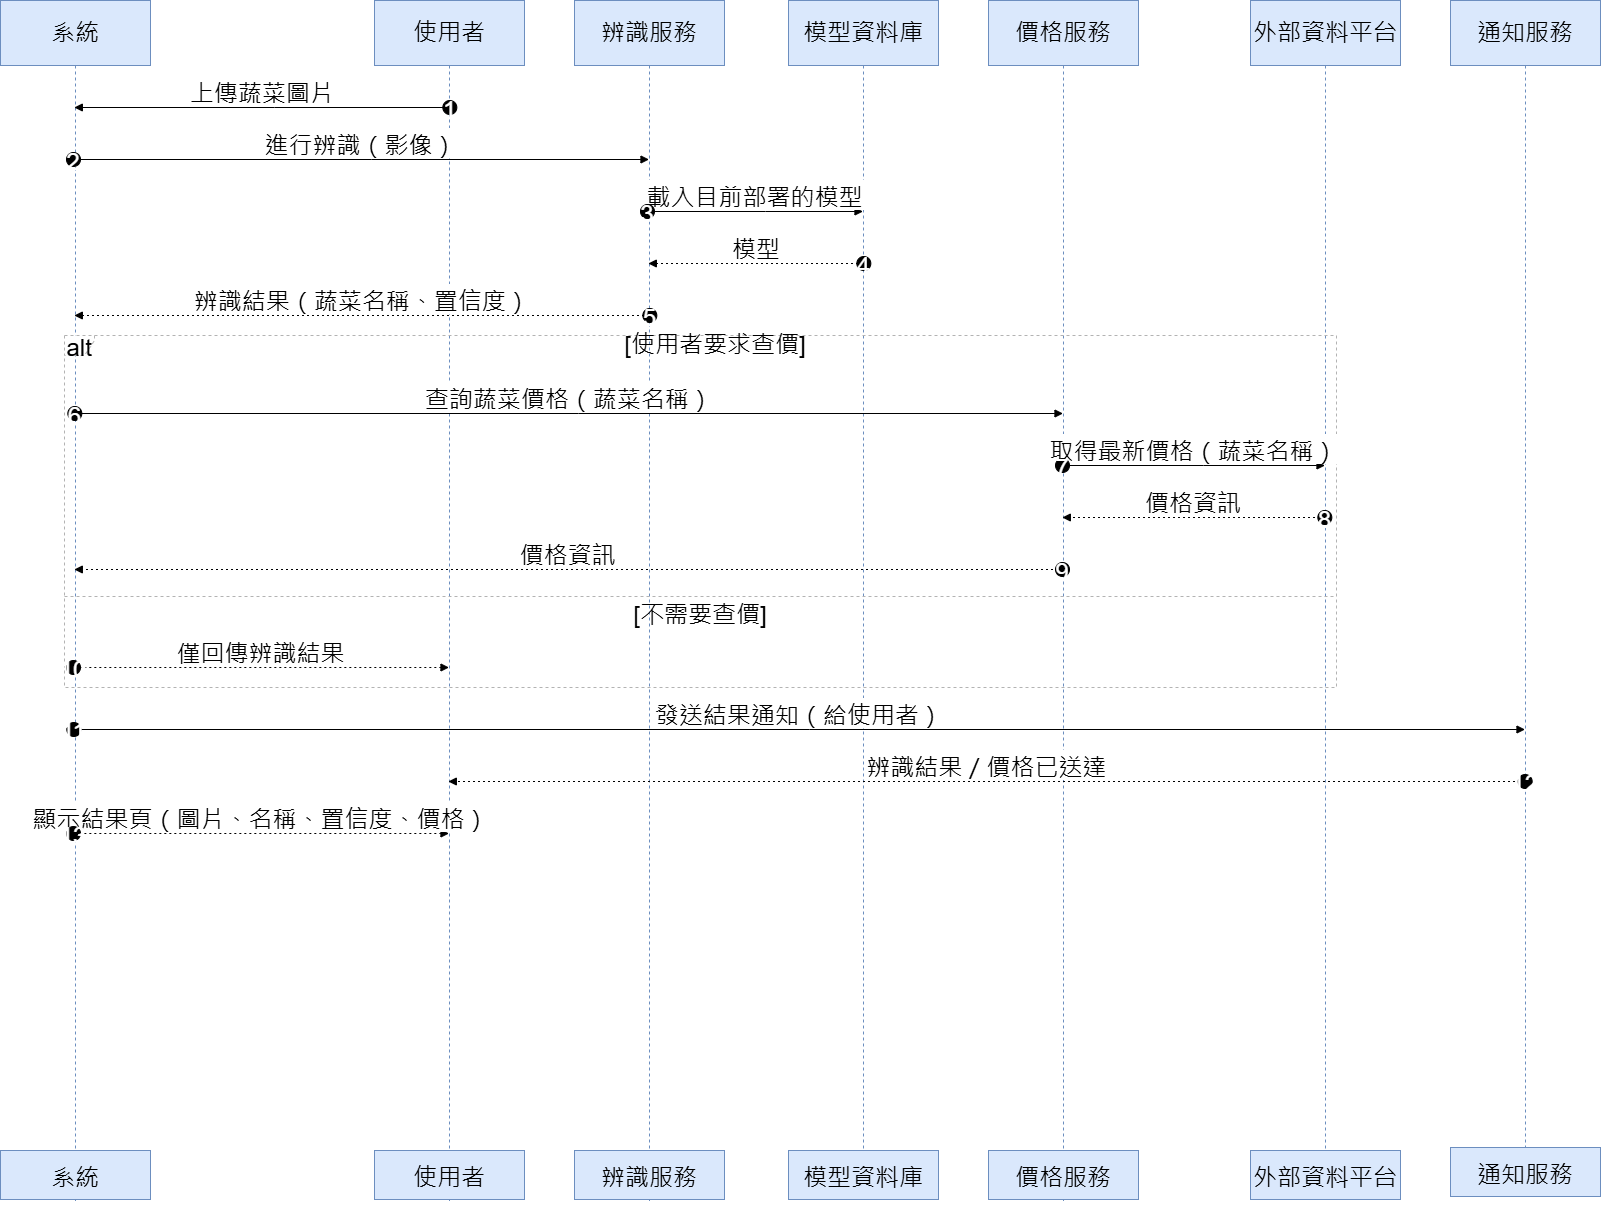 系統
使用者
辨識服務
模型資料庫
價格服務
外部資料平台
通知服務
上傳蔬菜圖片
1
進行辨識（影像）
2
載入目前部署的模型
3
模型
4
辨識結果（蔬菜名稱、置信度）
5
alt
[使用者要求查價]
查詢蔬菜價格（蔬菜名稱）
6
取得最新價格（蔬菜名稱）
7
價格資訊
8
價格資訊
9
[不需要查價]
僅回傳辨識結果
發送結果通知（給使用者）
辨識結果 / 價格已送達
顯示結果頁（圖片、名稱、置信度、價格）
系統
使用者
辨識服務
模型資料庫
價格服務
外部資料平台
通知服務